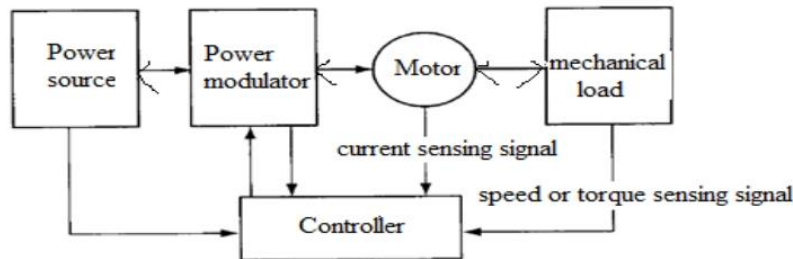 Power
source
Power
modulator
Motor
mechanical
load
current sensing signal
speed or torque sensing signal
Controller